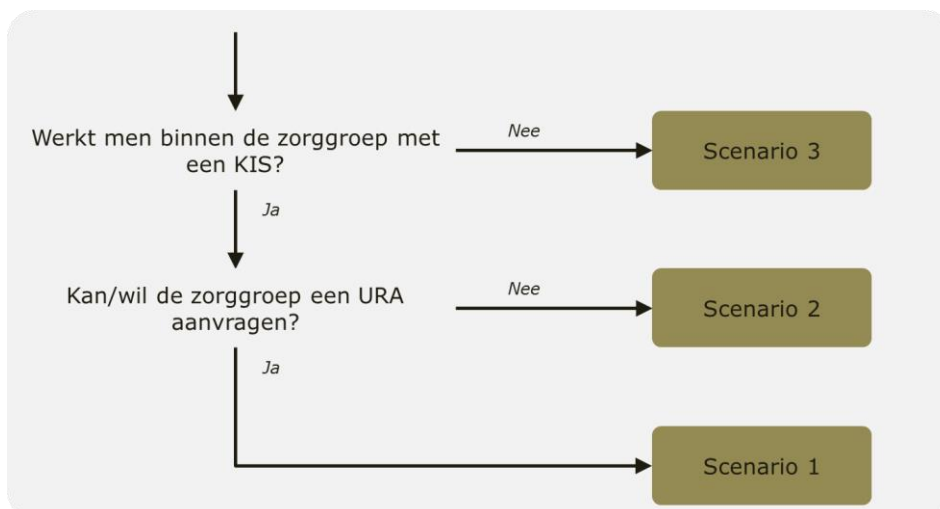 Werkt men binnen de zorggroep met
een KIS?
Nee
Scenario 3
Ja
Kan/wil de zorggroep een URA
aanvragen?
Nee
Scenario 2
Ja
Scenario 1